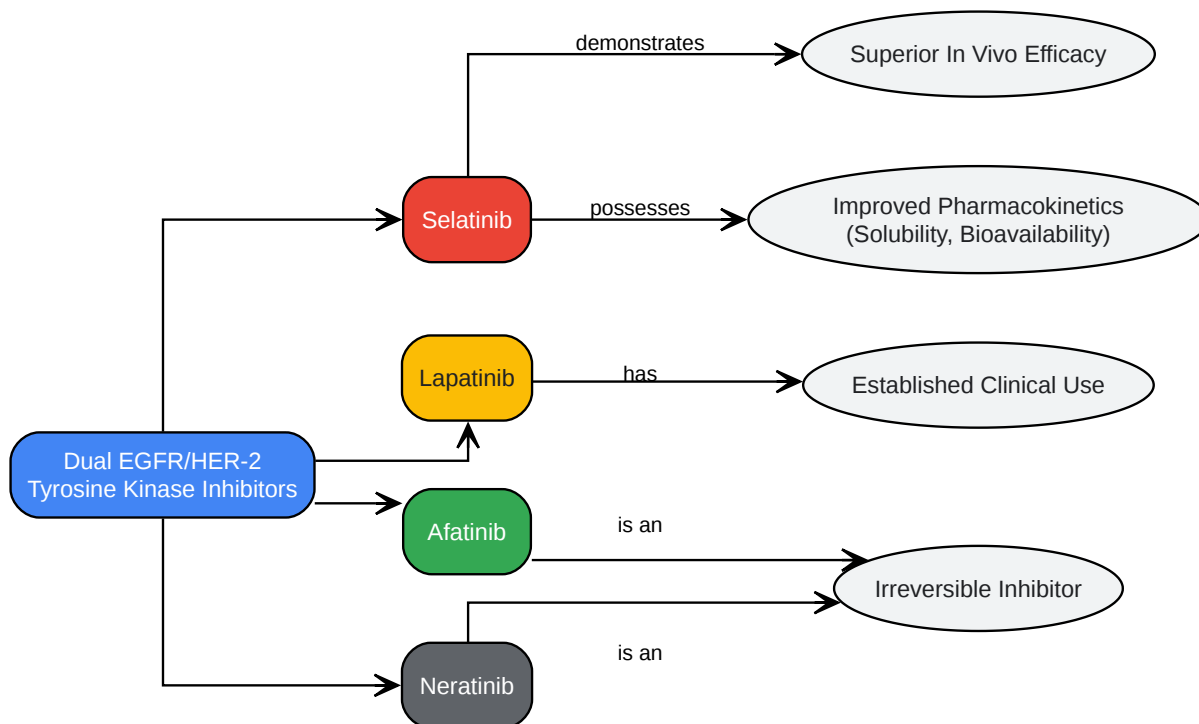 demonstrates
Superior In Vivo Efficacy
Selatinib
possesses
Improved Pharmacokinetics
(Solubility, Bioavailability)
Lapatinib
has
Established Clinical Use
Dual EGFR/HER-2
Tyrosine Kinase Inhibitors
Afatinib
is an
Irreversible Inhibitor
is an
Neratinib